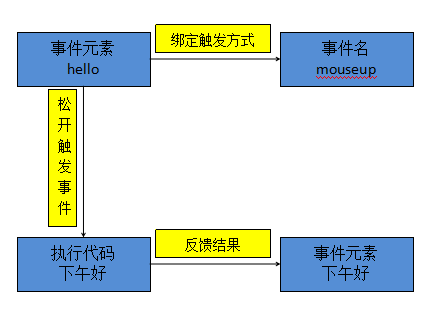 事件元素
hello
绑定触发方式
事件名
mouseup
松开触发事件
执行代码
下午好
反馈结果
事件元素
下午好